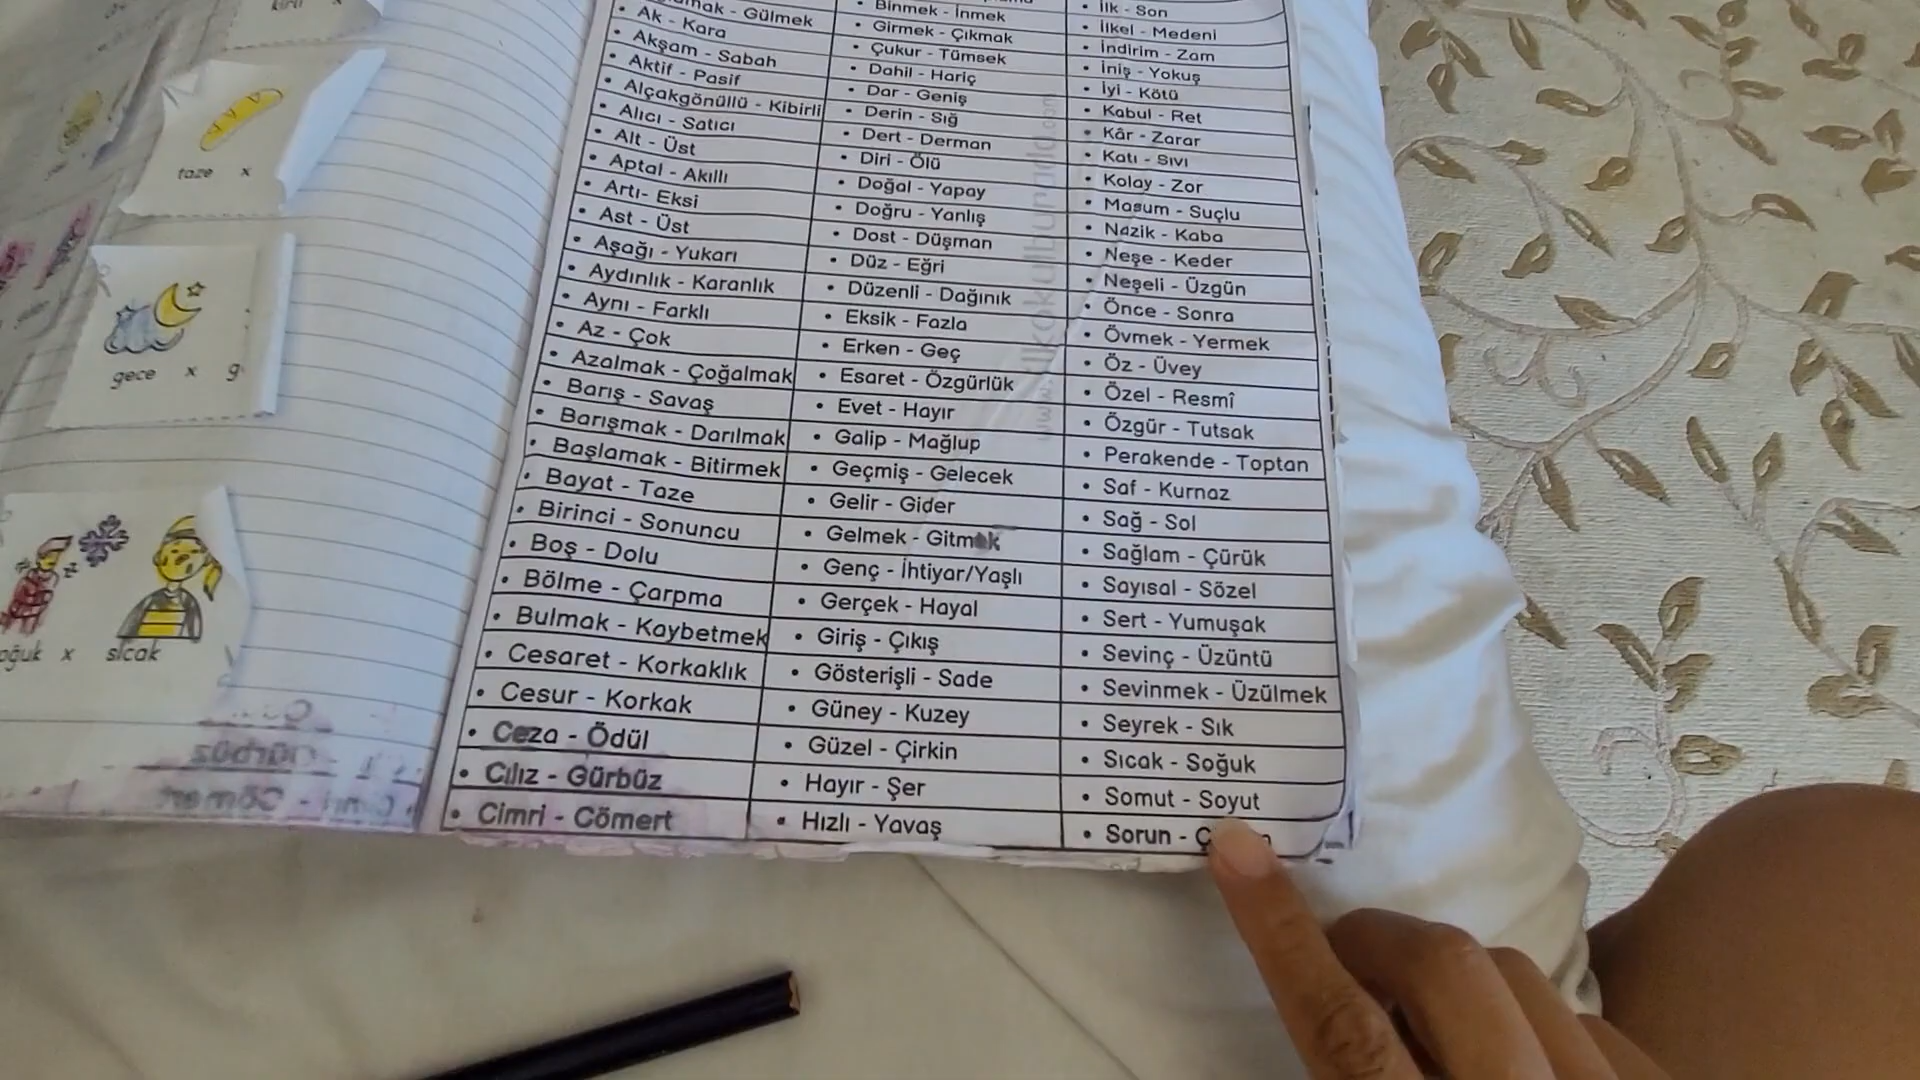 taze x
gece x g
sıcak
Gülmek
Ak - Kara
Akşam - Sabah
Aktif - Pasif
Alçakgönüllü - Kibirli
Alıcı - Satıcı
Alt - Üst
Aptal - Akıllı
Artı- Eksi
Ast - Üst
Aşağı - Yukarı
Aydınlık - Karanlık
Aynı - Farklı
Az - Çok
Azalmak - Çoğalmak
Barış - Savaş
Barışmak - Darılmak
Başlamak - Bitirmek
Bayat - Taze
Birinci - Sonuncu
Boş - Dolu
Bölme - Çarpma
Bulmak - Kaybetmek
Cesaret - Korkaklık
Cesur - Korkak
Ceza - Ödül
Cılız - Gürbüz
Cimri - Cömert
Binmek - İnmek
Girmek - Çıkmak
Çukur - Tümsek
Dahil - Hariç
Dar - Geniş
Derin - Sığ
Dert - Derman
Diri - Ölü
Doğal - Yapay
Doğru - Yanlış
Dost - Düşman
Düz - Eğri
Düzenli - Dağınık
Eksik - Fazla
Erken - Geç
Esaret - Özgürlük
Evet - Hayır
Galip - Mağlup
Geçmiş - Gelecek
Gelir - Gider
Gelmek - Gitmek
Genç - İhtiyar/Yaşlı
Gerçek - Hayal
Giriş - Çıkış
Gösterişli - Sade
Güney - Kuzey
Güzel - Çirkin
Hayır - Şer
Hızlı - Yavaş
İlk - Son
İlkel - Medeni
İndirim - Zam
İniş - Yokuş
İyi - Kötü
Kabul - Ret
Kâr - Zarar
Katı - Sıvı
Kolay - Zor
Masum - Suçlu
Nazik - Kaba
Neşe - Keder
Neşeli - Üzgün
Önce - Sonra
Övmek - Yermek
Öz - Üvey
Özel - Resmî
Özgür - Tutsak
Perakende - Toptan
Saf - Kurnaz
Sağ - Sol
Sağlam - Çürük
Sayısal - Sözel
Sert - Yumuşak
Sevinç - Üzüntü
Sevinmek - Üzülmek
Seyrek - Sık
Sıcak - Soğuk
Somut - Soyut
Sorun -